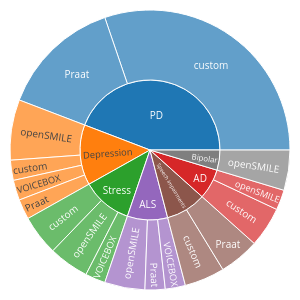 PD
Depression
Stress
ALS
Speech impairments
AD
Bipolar
custom
Praat
openSMILE
custom
VOICEBOX
Praat
custom
openSMILE
VOICEBOX
openSMILE
Praat
VOICEBOX
custom
Praat
custom
openSMILE
openSMILE